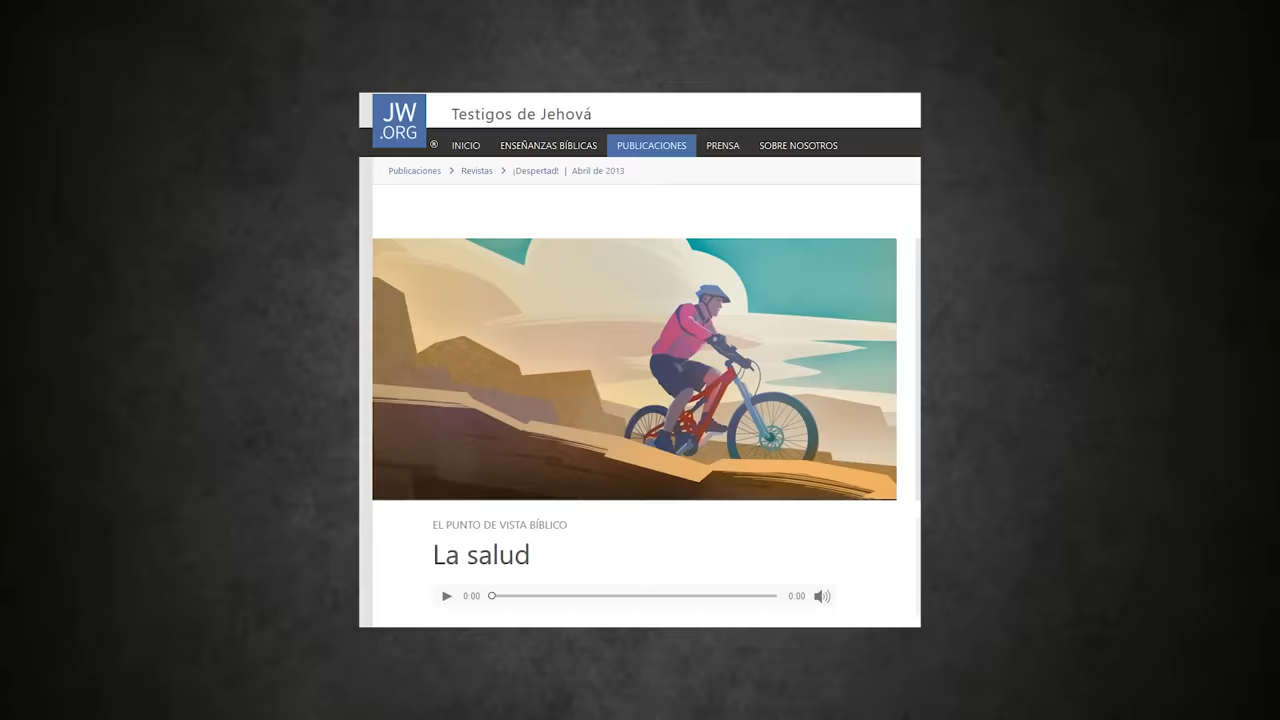 JW
.ORG
®
Testigos de Jehová
INICIO ENSEÑANZAS BÍBLICAS PUBLICACIONES PRENSA SOBRE NOSOTROS
Publicaciones > Revistas > ¡Despertad! | Abril de 2013
EL PUNTO DE VISTA BÍBLICO
La salud
0:00 0:00